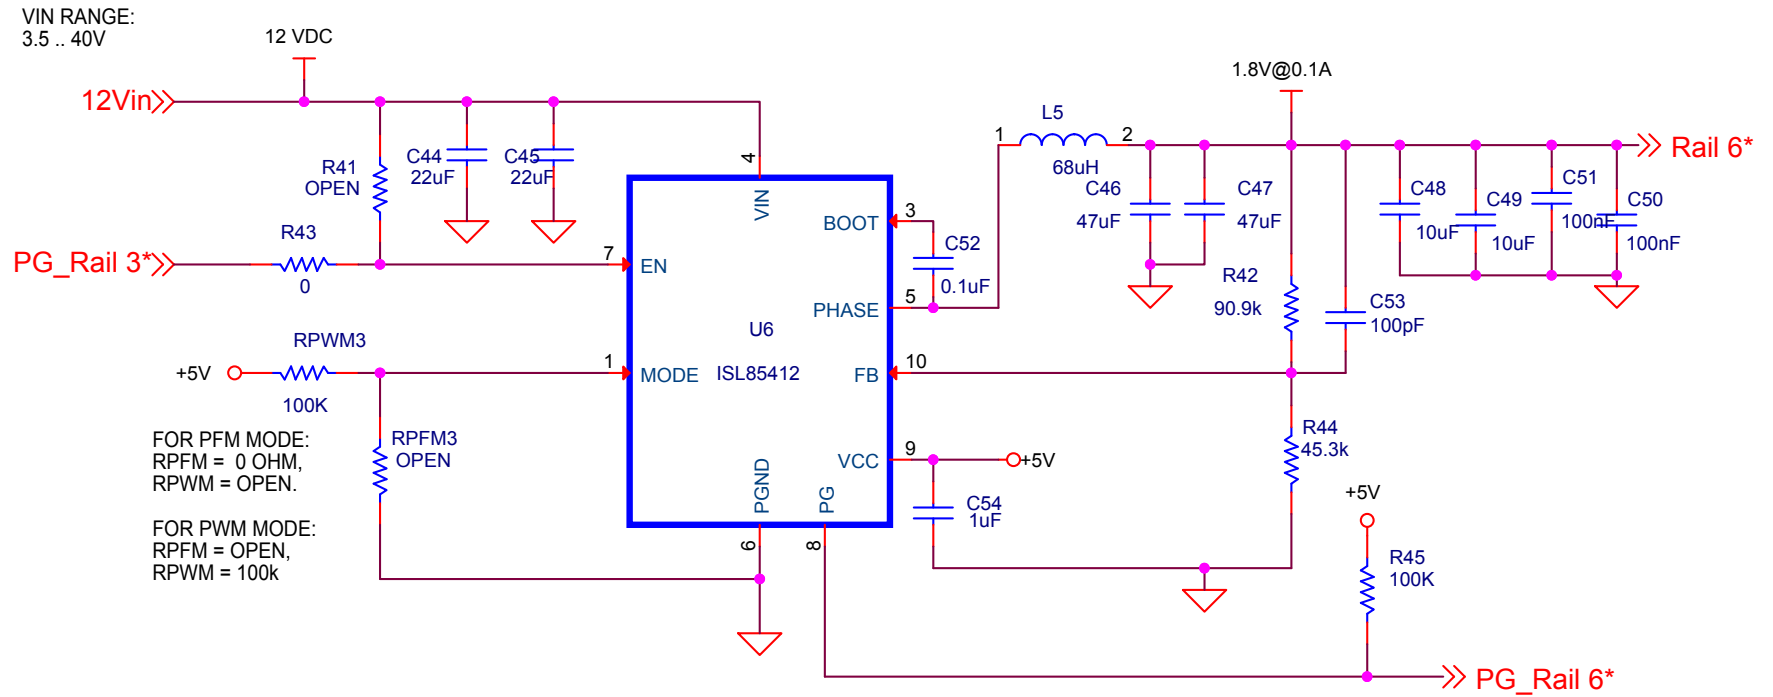 VIN RANGE:
3.5 .. 40V
12 VDC
12Vin
R41
OPEN
C44
22uF
C45
22uF
4
VIN
R43
0
PG_Rail 3*
7
EN
RPWM3
+5V
100K
1
MODE
FOR PFM MODE:
RPFM = 0 OHM,
RPWM = OPEN.
FOR PWM MODE:
RPFM = OPEN,
RPWM = 100k
RPFM3
OPEN
U6
ISL85412
BOOT
3
C52
0.1uF
PHASE
5
FB
10
VCC
9
+5V
C54
1uF
PGND
6
PG
8
1
L5
2
68uH
1.8V@0.1A
C46
47uF
C47
47uF
R42
90.9k
C53
100pF
C48
10uF
C49
10uF
C51
100nF
C50
100nF
Rail 6*
R44
45.3k
+5V
R45
100K
PG_Rail 6*